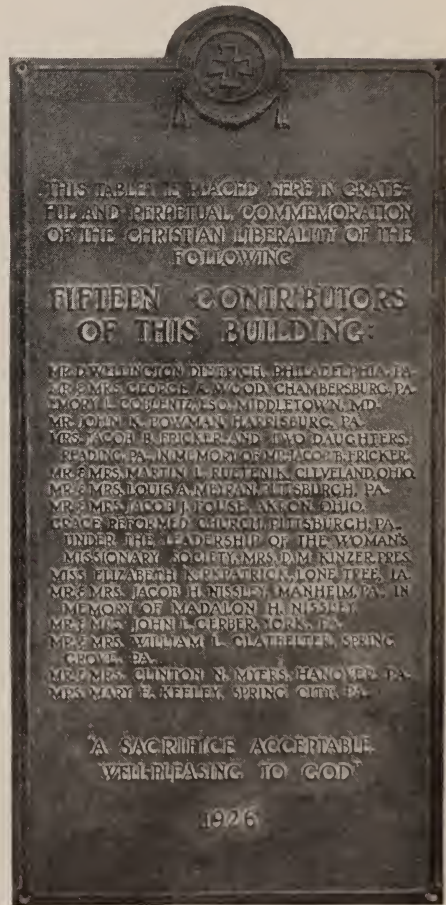 THIS TABLET IS PLACED HERE IN GRATE-
FUL AND PERPETUAL COMMEMORATION
OF THE CHRISTIAN LIBERALITY OF THE
FOLLOWING
FIFTEEN CONTRIBUTORS
OF THIS BUILDING:
MR. D. WELLINGTON DIETRICH, PHILADELPHIA, PA.
MR. & MRS. GEORGE A. WOOD, CHAMBERSBURG, PA.
EMORY L. COBLENTZ, ESQ., MIDDLETOWN, MD.
MR. JOHN K. BOWMAN, HARRISBURG, PA.
MRS. JACOB B. FRICKER AND TWO DAUGHTERS,
READING, PA., IN MEMORY OF MR. JACOB B. FRICKER.
MR. & MRS. MARTIN L. RUETENIK, CLEVELAND, OHIO.
MR. & MRS. LOUIS A. MEYRAN, PITTSBURGH, PA.
MR. & MRS. JACOB J. FOUSE, AKRON, OHIO.
GRACE REFORMED CHURCH, PITTSBURGH, PA.,
UNDER THE LEADERSHIP OF THE WOMAN'S
MISSIONARY SOCIETY, MRS. D. M. KINZER, PRES.
MISS ELIZABETH KIRKPATRICK, LONE TREE, IA.
MR. & MRS. JACOB H. NISSLEY, MANHEIM, PA., IN
MEMORY OF MADALON H. NISSLEY.
MR. & MRS. JOHN L. GERBER, YORK, PA.
MR. & MRS. WILLIAM L. GLATFELTER, SPRING
GROVE, PA.
MR. & MRS. CLINTON N. MYERS, HANOVER, PA.
MRS. MARY E. KEELEY, SPRING CITY, PA.
"A SACRIFICE ACCEPTABLE,
WELL-PLEASING TO GOD"
1926